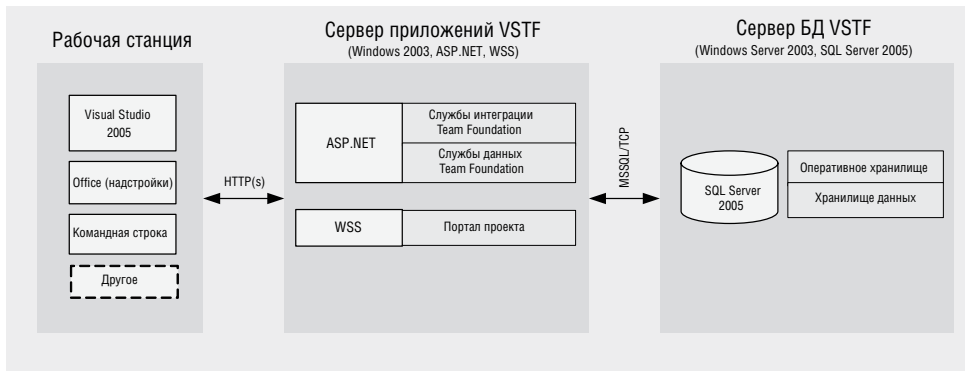 Рабочая станция
Visual Studio
2005
Office (надстройки)
Командная строка
Другое
HTTP(s)
Сервер приложений VSTF
(Windows 2003, ASP.NET, WSS)
ASP.NET
Службы интеграции
Team Foundation
Службы данных
Team Foundation
WSS
Портал проекта
MSSQL/TCP
Сервер БД VSTF
(Windows Server 2003, SQL Server 2005)
SQL Server
2005
Оперативное хранилище
Хранилище данных